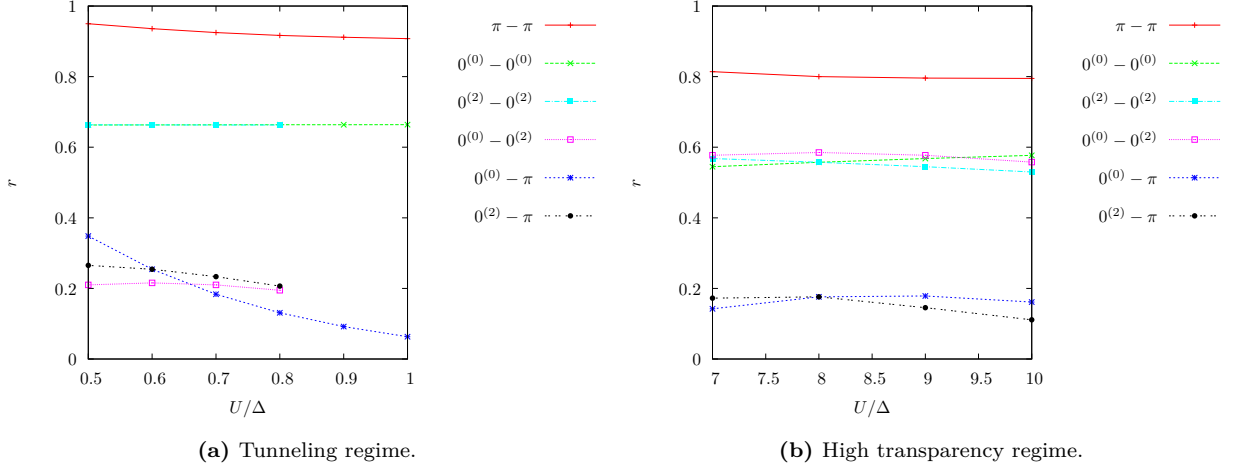 1
0.8
0.6
0.4
0.2
0
r
0.5 0.6 0.7 0.8 0.9 1
U/Δ
π − π
0⁽⁰⁾ − 0⁽⁰⁾
0⁽²⁾ − 0⁽²⁾
0⁽⁰⁾ − 0⁽²⁾
0⁽⁰⁾ − π
0⁽²⁾ − π
(a) Tunneling regime.
1
0.8
0.6
0.4
0.2
0
r
7 7.5 8 8.5 9 9.5 10
U/Δ
π − π
0⁽⁰⁾ − 0⁽⁰⁾
0⁽²⁾ − 0⁽²⁾
0⁽⁰⁾ − 0⁽²⁾
0⁽⁰⁾ − π
0⁽²⁾ − π
(b) High transparency regime.